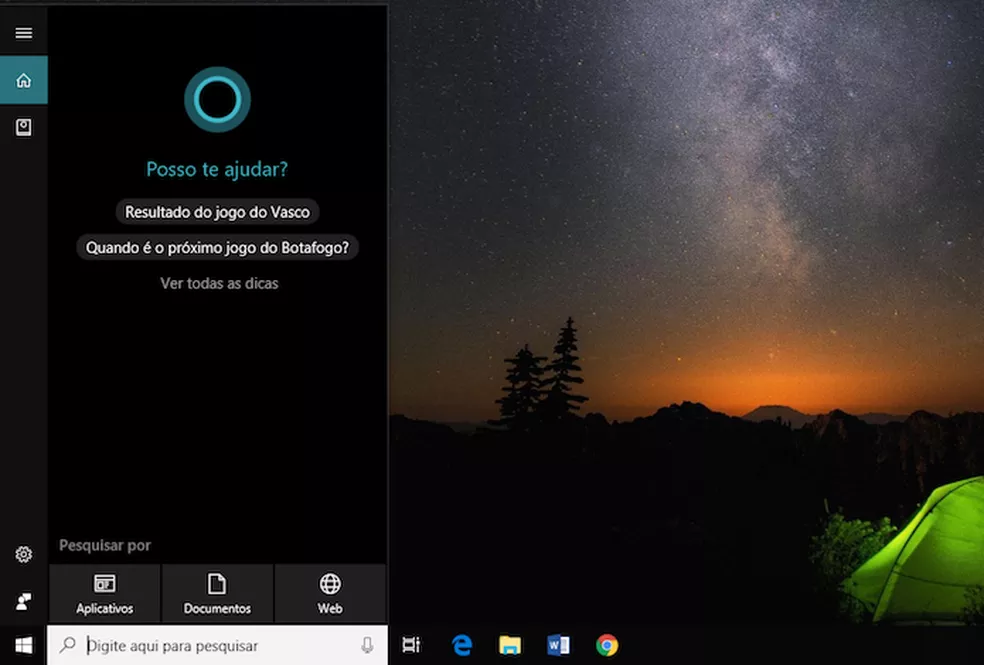 Posso te ajudar?
Resultado do jogo do Vasco
Quando é o próximo jogo do Botafogo?
Ver todas as dicas
Pesquisar por
Aplicativos
Documentos
Web
Digite aqui para pesquisar